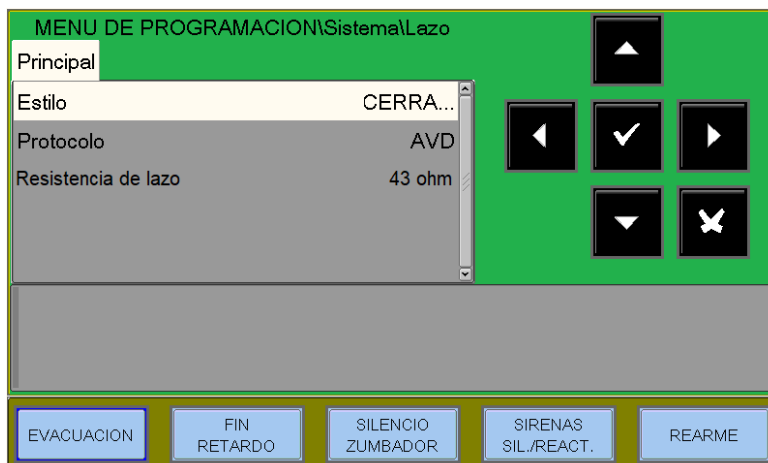 MENU DE PROGRAMACION\Sistema\Lazo
Principal
Estilo CERRA...
Protocolo AVD
Resistencia de lazo 43 ohm
EVACUACION
FIN
RETARDO
SILENCIO
ZUMBADOR
SIRENAS
SIL./REACT.
REARME